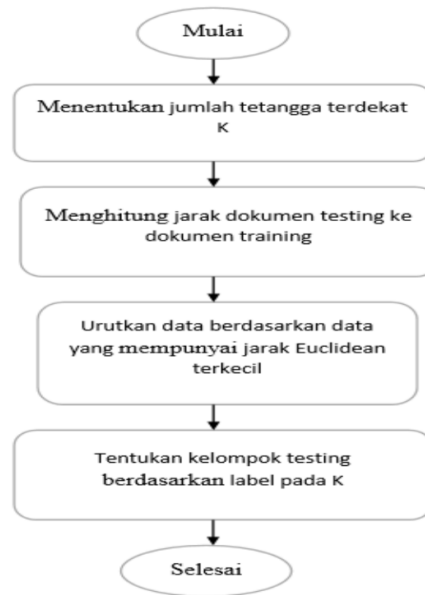 Mulai
Menentukan jumlah tetangga terdekat
K
Menghitung jarak dokumen testing ke
dokumen training
Urutkan data berdasarkan data
yang mempunyai jarak Euclidean
terkecil
Tentukan kelompok testing
berdasarkan label pada K
Selesai